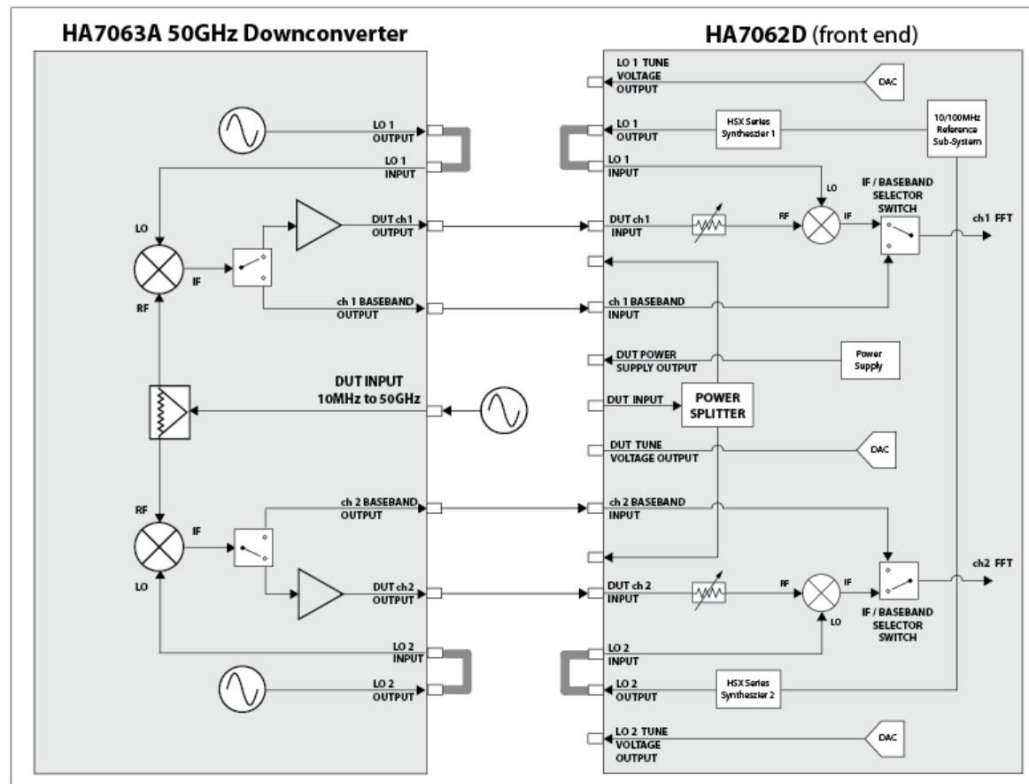 HA7063A 50GHz Downconverter
LO 1
OUTPUT
LO 1
INPUT
LO
DUT ch1
OUTPUT
IF
RF
ch 1 BASEBAND
OUTPUT
DUT INPUT
10MHz to 50GHz
RF
ch 2 BASEBAND
OUTPUT
IF
LO
DUT ch2
OUTPUT
LO 2
INPUT
LO 2
OUTPUT
HA7062D (front end)
LO 1 TUNE
VOLTAGE
OUTPUT
DAC
LO 1
OUTPUT
HSX Series
Syntheszier 1
10/100MHz
Reference
Sub-System
LO 1
INPUT
LO
IF / BASEBAND
SELECTOR
SWITCH
DUT ch1
INPUT
RF
IF
ch1 FFT
ch 1 BASEBAND
INPUT
DUT POWER
SUPPLY OUTPUT
Power
Supply
DUT INPUT
POWER
SPLITTER
DUT TUNE
VOLTAGE OUTPUT
DAC
ch 2 BASEBAND
INPUT
ch2 FFT
DUT ch 2
INPUT
RF
IF
LO
IF / BASEBAND
SELECTOR
SWITCH
LO 2
INPUT
LO 2
OUTPUT
HSX Series
Syntheszier 2
LO 2 TUNE
VOLTAGE
OUTPUT
DAC